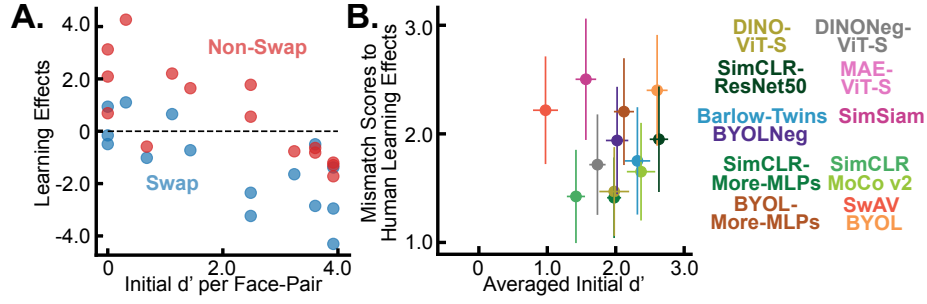 A.
4.0
2.0
0
-2.0
-4.0
Learning Effects
Non-Swap
Swap
0
2.0
4.0
Initial d' per Face-Pair
B.
3.0
2.0
1.0
Mismatch Scores to
Human Learning Effects
0
1.0
2.0
3.0
Averaged Initial d'
DINO-
ViT-S
DINONeg-
ViT-S
SimCLR-
ResNet50
MAE-
ViT-S
Barlow-Twins
SimSiam
BYOLNeg
SimCLR-
More-MLPs
SimCLR
MoCo v2
BYOL-
More-MLPs
SwAV
BYOL